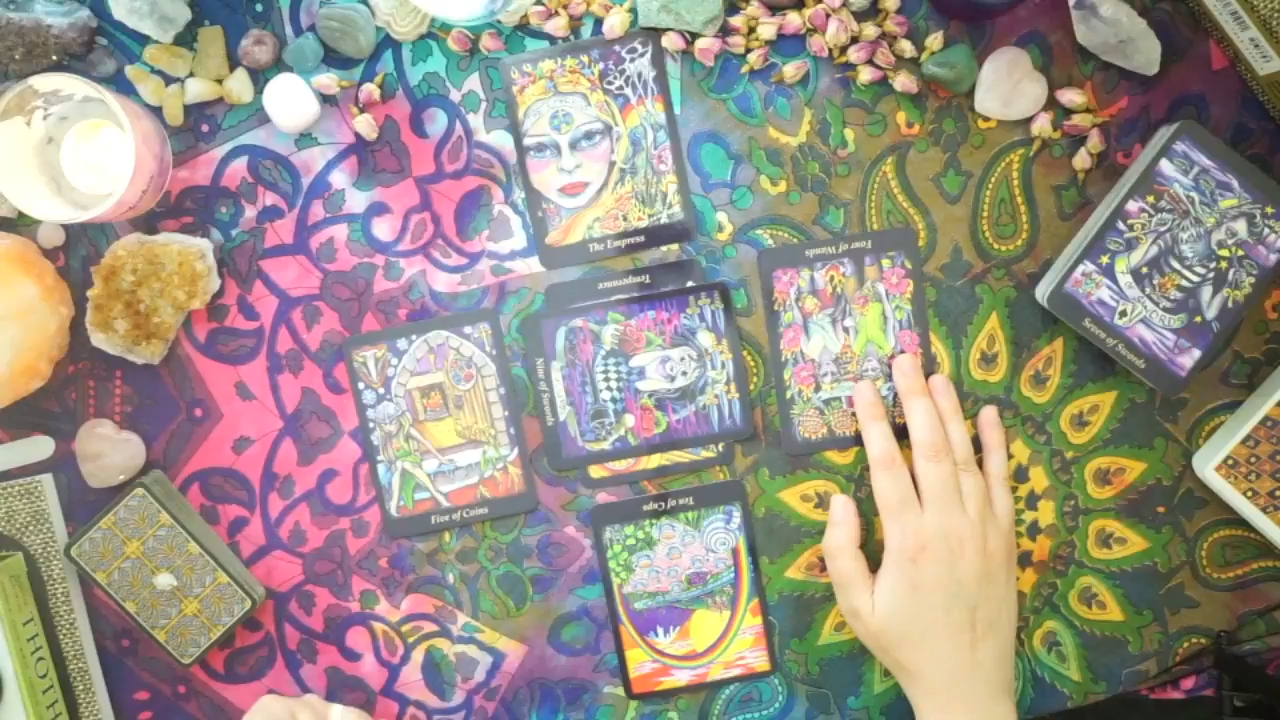 The Empress
Temperance
Four of Wands
Nine of Swords
Five of Coins
Ten of Cups
SWORDS
Seven of Swords
THOTH